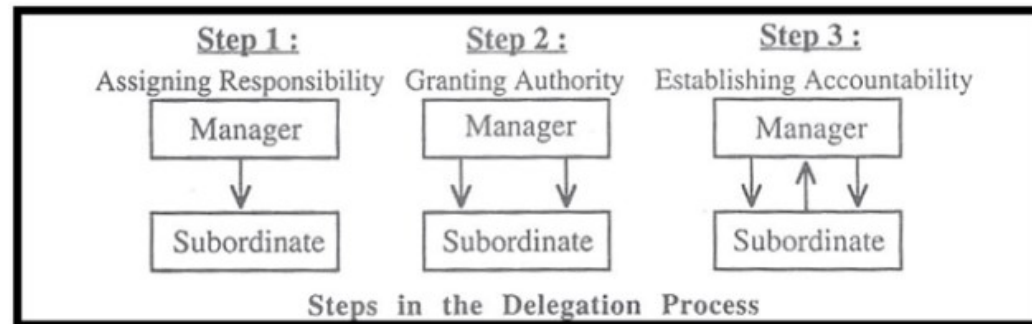 Step 1 : Step 2 : Step 3 :
Assigning Responsibility Granting Authority Establishing Accountability
Manager Manager Manager
Subordinate Subordinate Subordinate
Steps in the Delegation Process